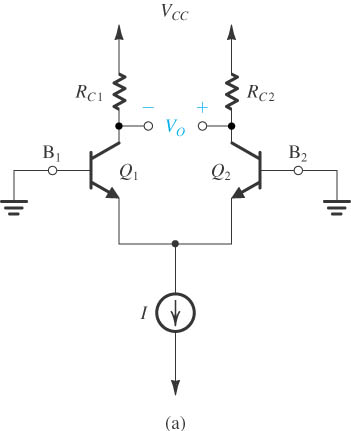 V_CC
R_C1
−
V_O
+
R_C2
B_1
Q_1
Q_2
B_2
I
(a)